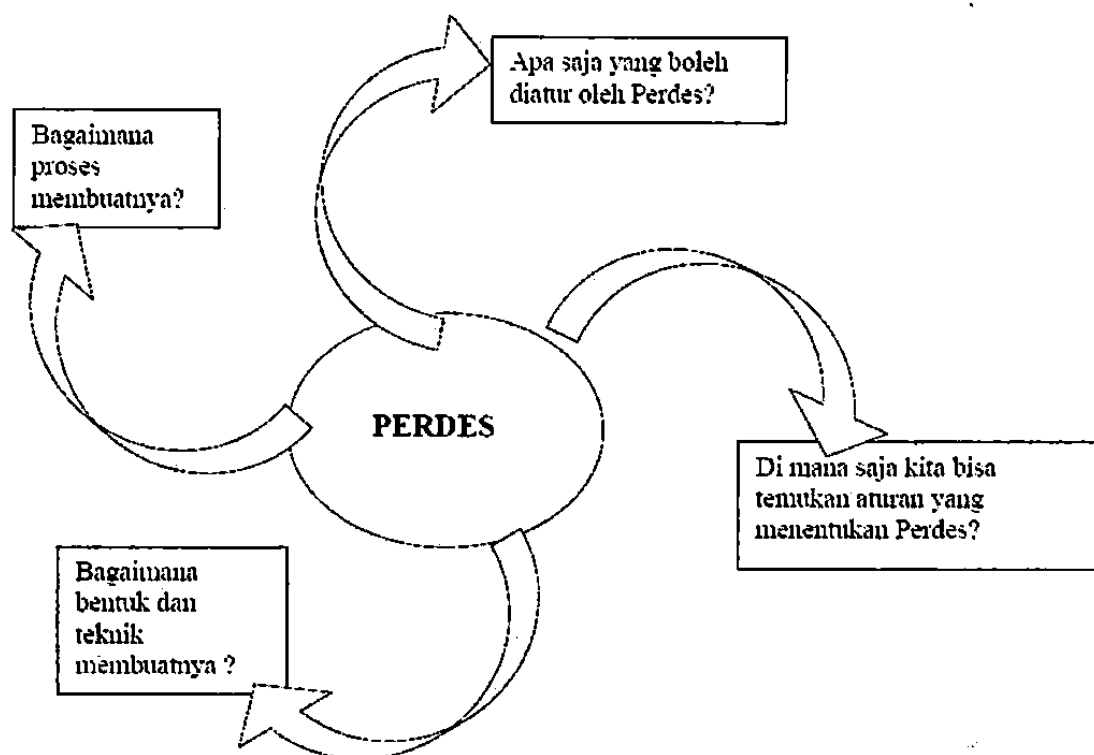 Apa saja yang boleh
diatur oleh Perdes?
Bagaimana
proses
membuatnya?
PERDES
Di mana saja kita bisa
temukan aturan yang
menentukan Perdes?
Bagaimana
bentuk dan
teknik
membuatnya ?